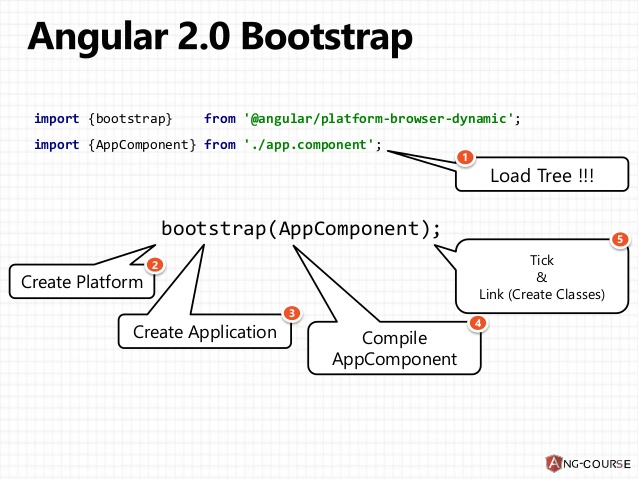 Angular 2.0 Bootstrap
import {bootstrap} from '@angular/platform-browser-dynamic';
import {AppComponent} from './app.component';
1
Load Tree !!!
bootstrap(AppComponent);
2
Create Platform
3
Create Application
4
Compile
AppComponent
5
Tick
&
Link (Create Classes)
ANG-COURSE